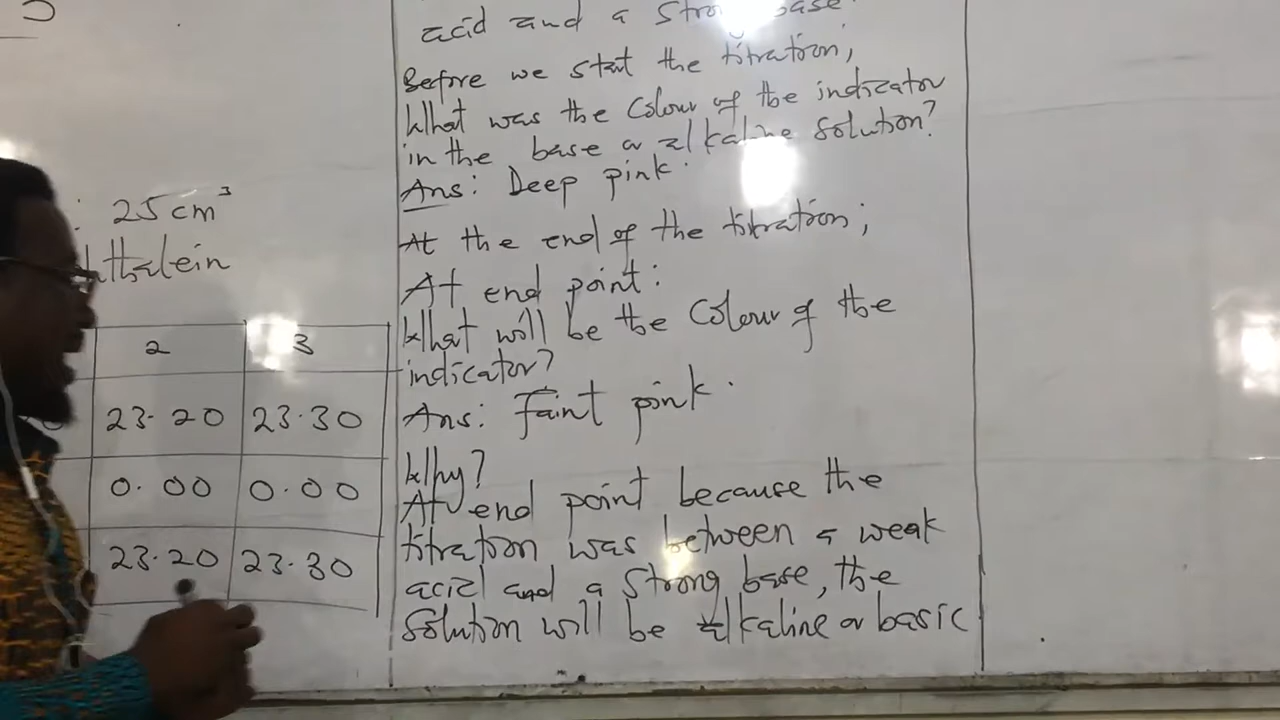 25 cm³
hthalein
2 3
23.20 23.30
0.00 0.00
23.20 23.30
acid and a Strong base
Before we start the titration,
What was the Colour of the indicator
in the base or alkaline Solution?
Ans: Deep pink.
At the end of the titration;
At end point:
What will be the Colour of the
indicator?
Ans: Faint pink.
Why?
At end point because the
titration was between a weak
acid and a Strong base, the
Solution will be alkaline or basic